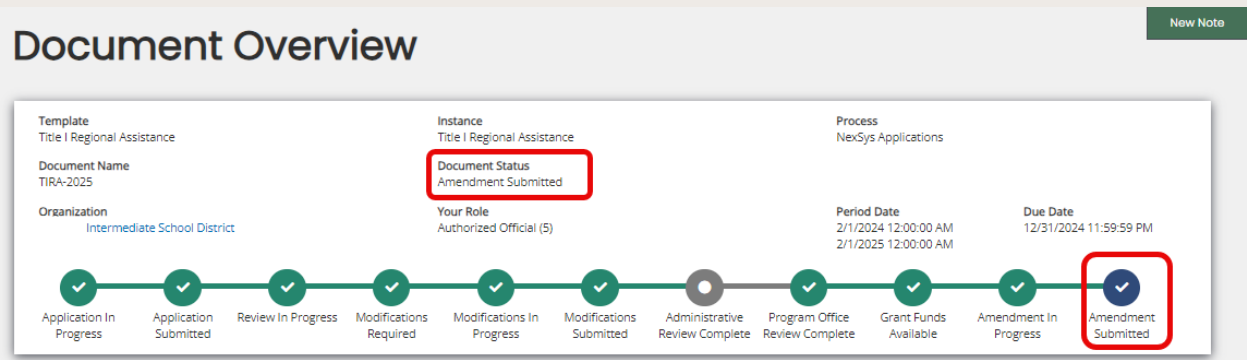 New Note
Document Overview
Template
Title I Regional Assistance
Instance
Title I Regional Assistance
Process
NexSys Applications
Document Name
TIRA-2025
Document Status
Amendment Submitted
Organization
Intermediate School District
Your Role
Authorized Official (5)
Period Date
2/1/2024 12:00:00 AM
2/1/2025 12:00:00 AM
Due Date
12/31/2024 11:59:59 PM
Application In
Progress
Application
Submitted
Review In Progress
Modifications
Required
Modifications In
Progress
Modifications
Submitted
Administrative
Review Complete
Program Office
Review Complete
Grant Funds
Available
Amendment In
Progress
Amendment
Submitted